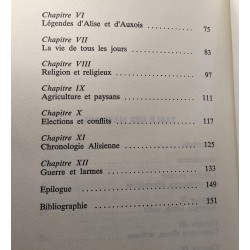 Chapitre VI
Légendes d'Alise et d'Auxois 75
Chapitre VII
La vie de tous les jours 83
Chapitre VIII
Religion et religieux 97
Chapitre IX
Agriculture et paysans 111
Chapitre X
Elections et conflits 117
Chapitre XI
Chronologie Alisienne 125
Chapitre XII
Guerre et larmes 133
Epilogue 149
Bibliographie 151